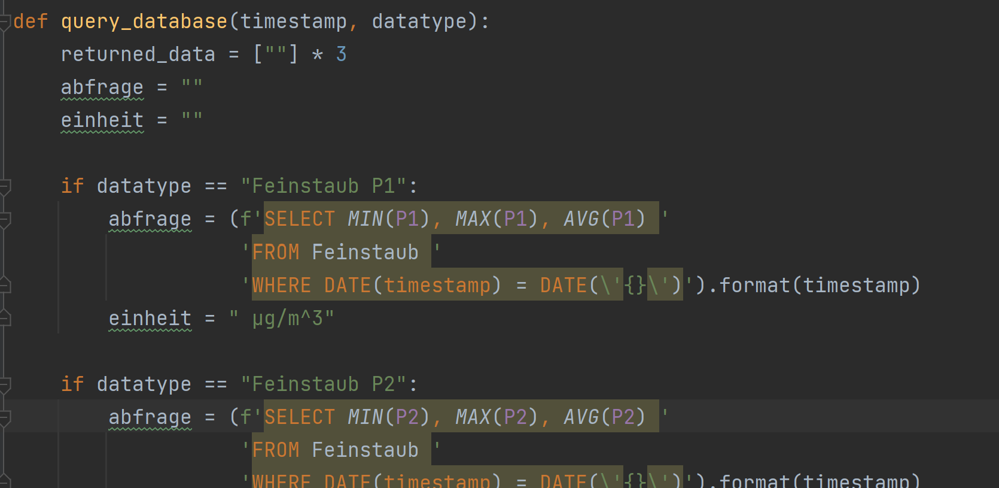 def query_database(timestamp, datatype):
returned_data = [""] * 3
abfrage = ""
einheit = ""
if datatype == "Feinstaub P1":
abfrage = (f'SELECT MIN(P1), MAX(P1), AVG(P1) '
'FROM Feinstaub '
'WHERE DATE(timestamp) = DATE(\'{}\')').format(timestamp)
einheit = " µg/m^3"
if datatype == "Feinstaub P2":
abfrage = (f'SELECT MIN(P2), MAX(P2), AVG(P2) '
'FROM Feinstaub '
'WHERE DATE(timestamp) = DATE(\'{}\')').format(timestamp)